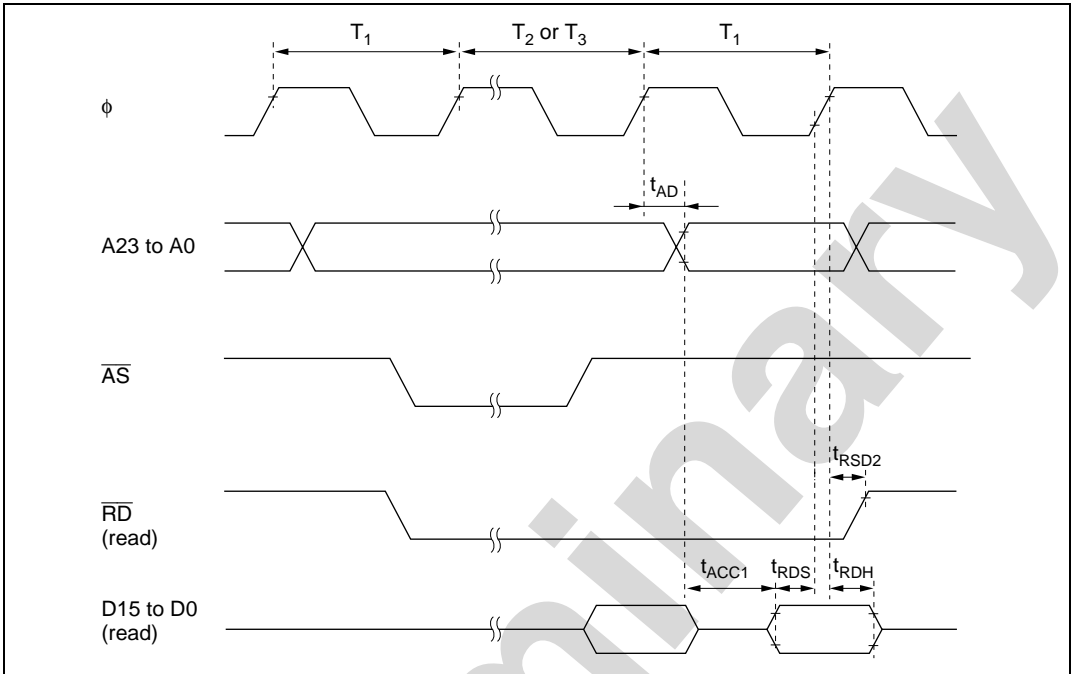 T1 T2 or T3 T1
φ
tAD
A23 to A0
AS
tRSD2
RD
(read)
tACC1 tRDS tRDH
D15 to D0
(read)
minary